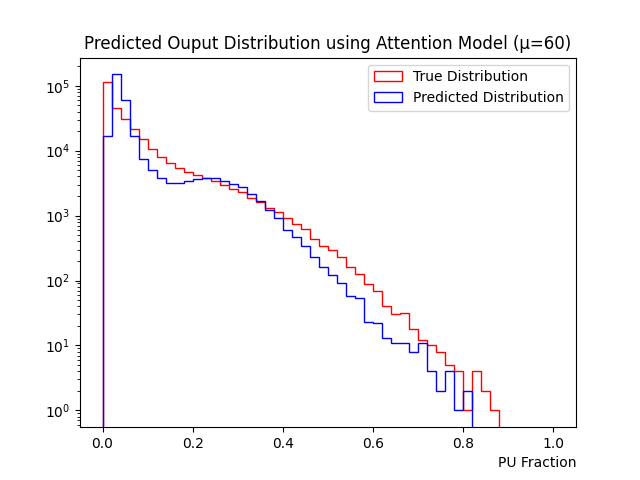 Predicted Ouput Distribution using Attention Model (μ=60)
True Distribution
Predicted Distribution
10⁵
10⁴
10³
10²
10¹
10⁰
0.0 0.2 0.4 0.6 0.8 1.0
PU Fraction